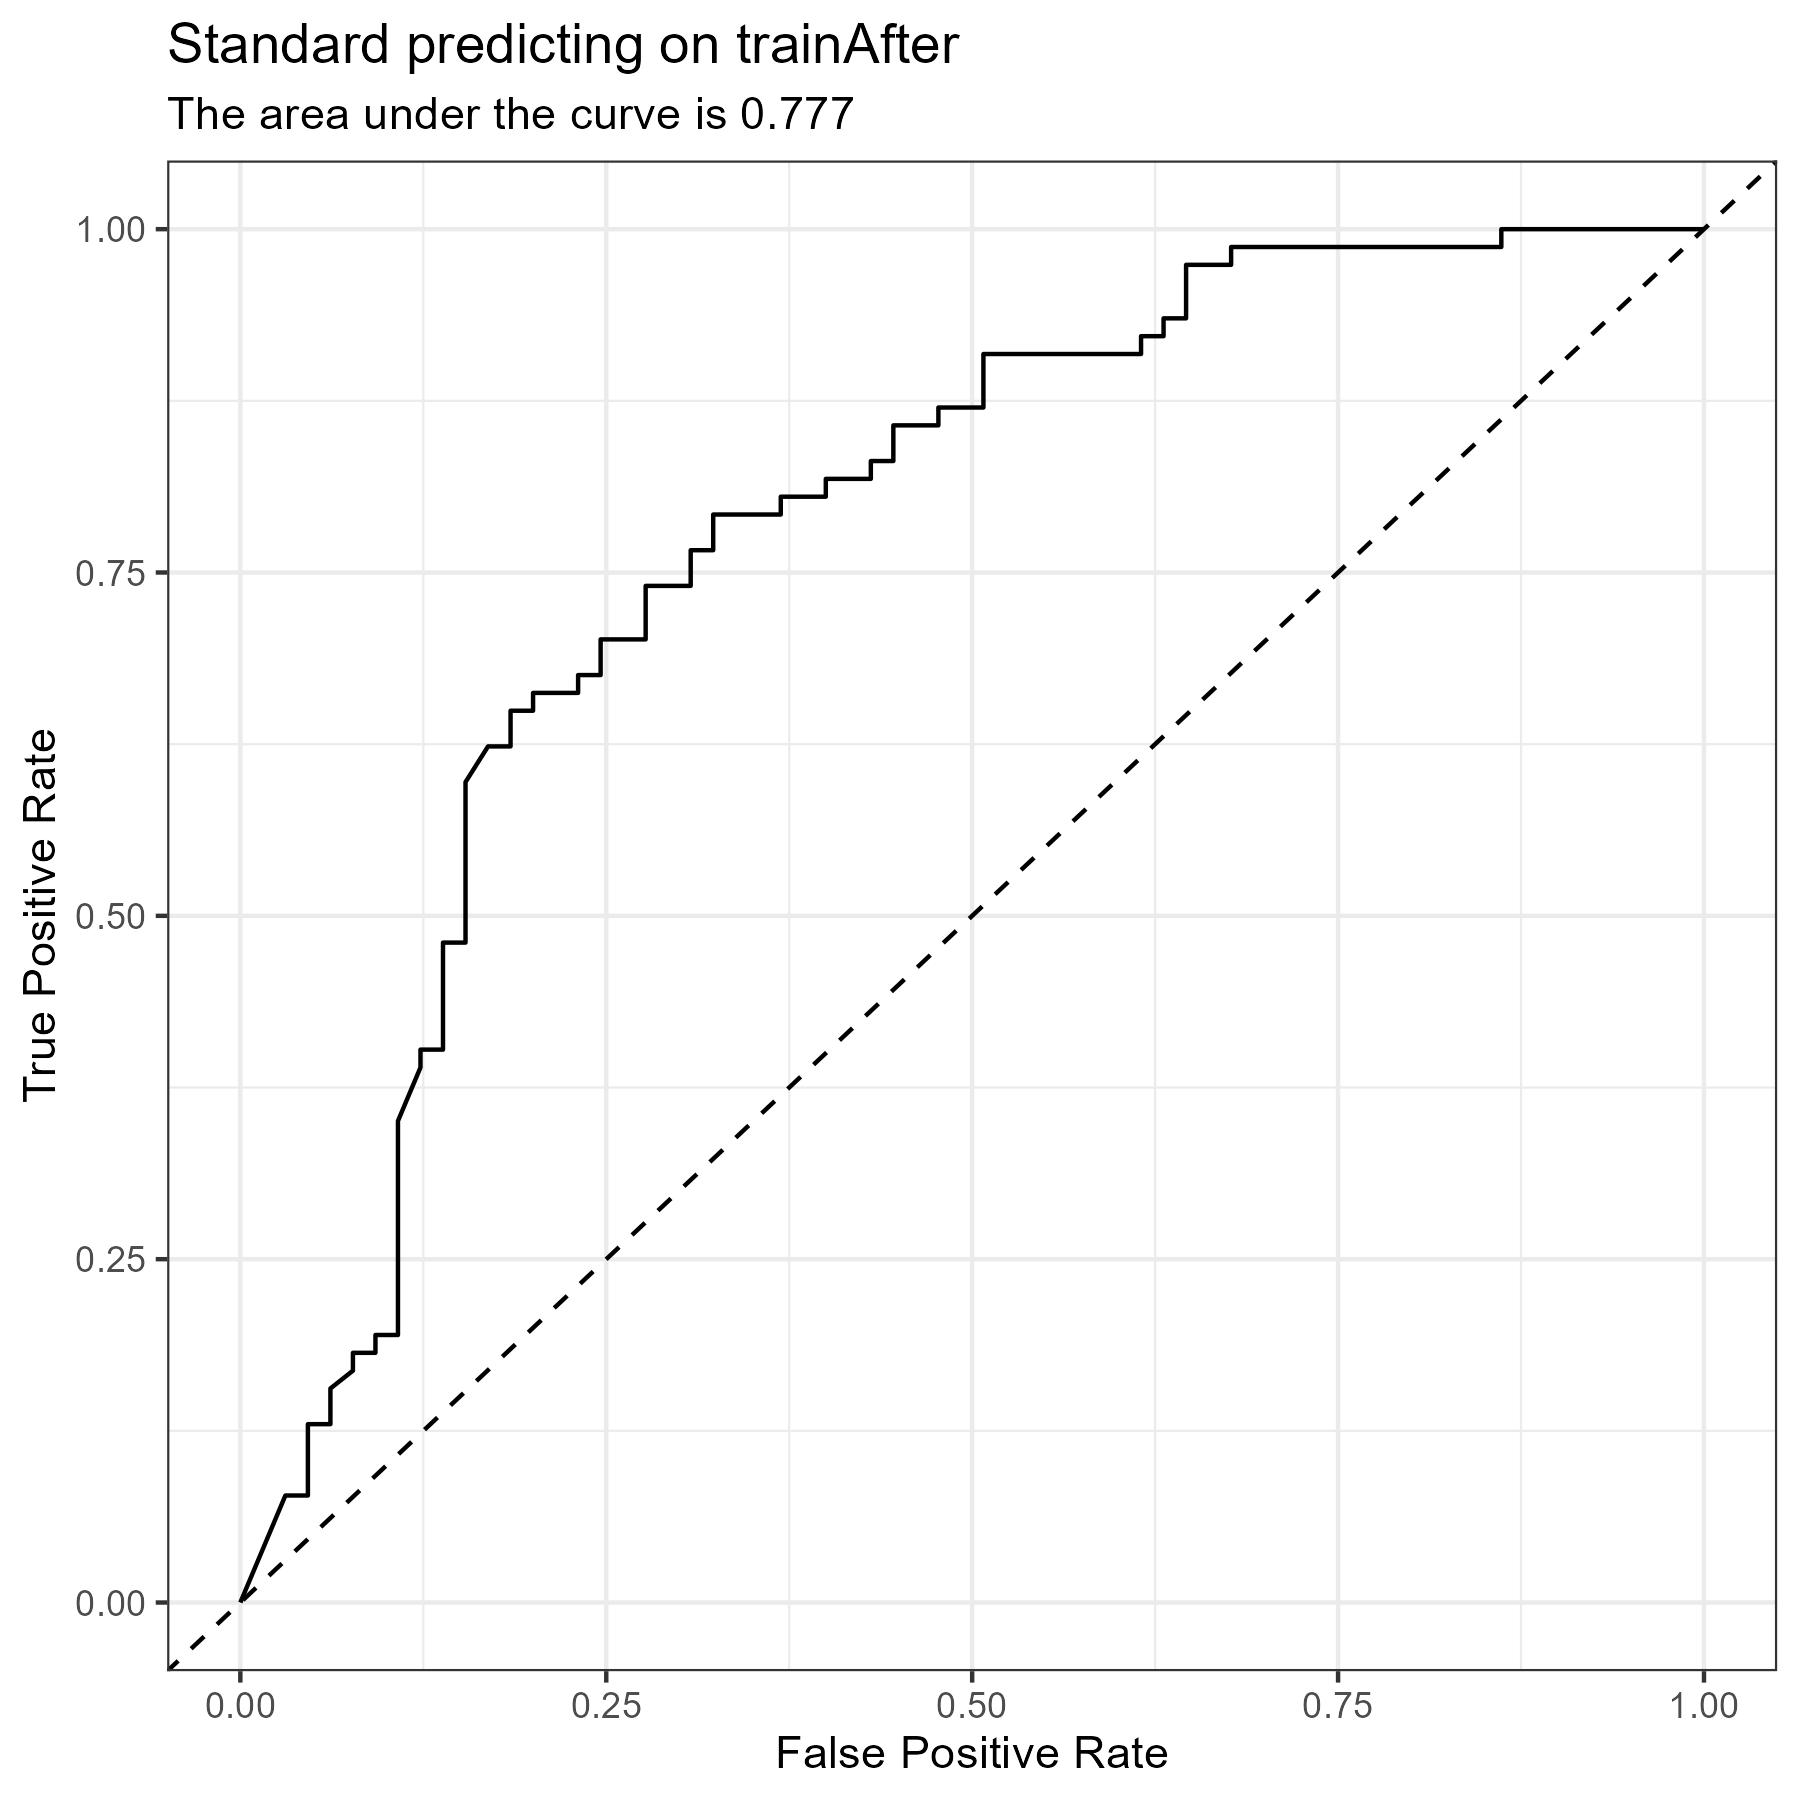 Standard predicting on trainAfter
The area under the curve is 0.777
True Positive Rate
1.00
0.75
0.50
0.25
0.00
0.00 0.25 0.50 0.75 1.00
False Positive Rate